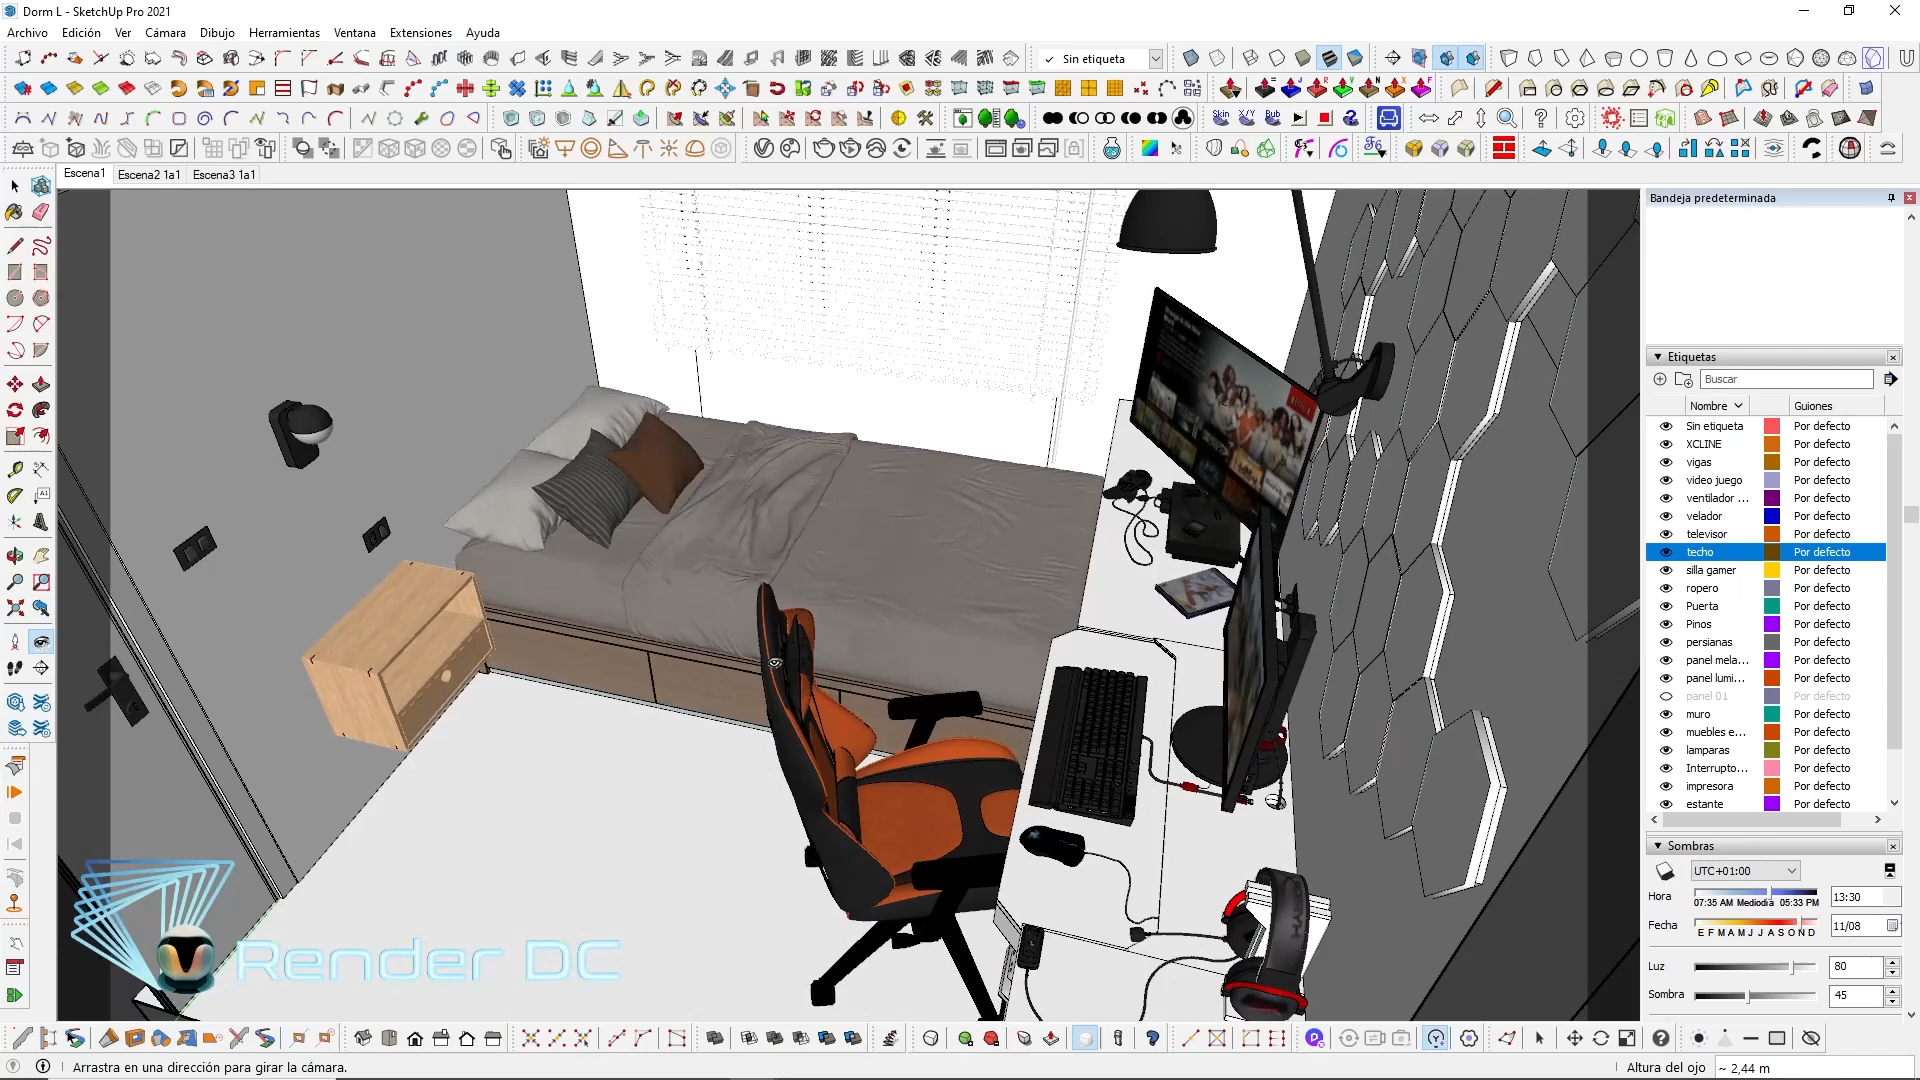 Dorm L - SketchUp Pro 2021
Archivo Edición Ver Cámara Dibujo Herramientas Ventana Extensiones Ayuda
Sin etiqueta
Skin X/Y Bub
Escena1 Escena2 1a1 Escena3 1a1
Bandeja predeterminada
Etiquetas
Buscar
Nombre Guiones
Sin etiqueta Por defecto
XCLINE Por defecto
vigas Por defecto
video juego Por defecto
ventilador ... Por defecto
velador Por defecto
televisor Por defecto
techo Por defecto
silla gamer Por defecto
ropero Por defecto
Puerta Por defecto
Pinos Por defecto
persianas Por defecto
panel mela... Por defecto
panel lumi... Por defecto
panel 01 Por defecto
muro Por defecto
muebles e... Por defecto
lamparas Por defecto
Interrupto... Por defecto
impresora Por defecto
estante Por defecto
Sombras
UTC+01:00
Hora 13:30
07:35 AM Mediodía 05:33 PM
Fecha 11/08
E F M A M J J A S O N D
Luz 80
Sombra 45
NETFLIX
Render DC
Arrastra en una dirección para girar la cámara.
Altura del ojo ~ 2,44 m